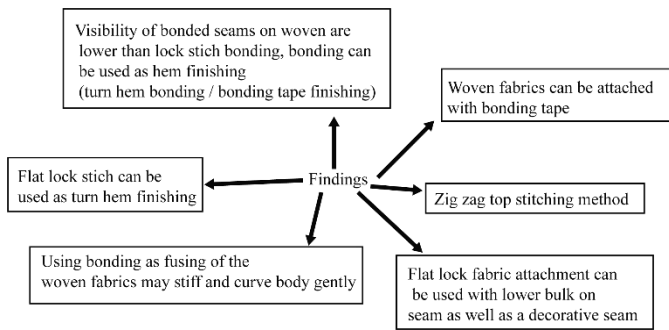 Visibility of bonded seams on woven are
lower than lock stich bonding, bonding can
be used as hem finishing
(turn hem bonding / bonding tape finishing)
Woven fabrics can be attached
with bonding tape
Flat lock stich can be
used as turn hem finishing
Findings
Zig zag top stitching method
Using bonding as fusing of the
woven fabrics may stiff and curve body gently
Flat lock fabric attachment can
be used with lower bulk on
seam as well as a decorative seam